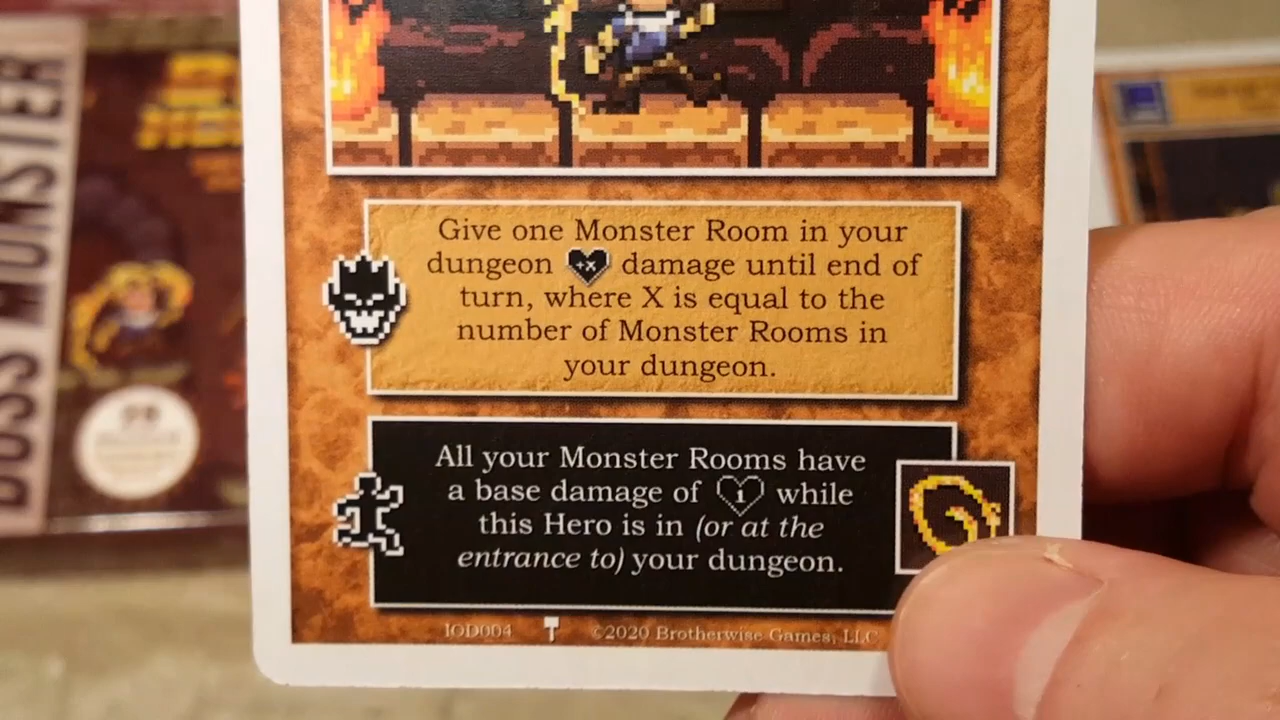 BOSS MONSTER
Give one Monster Room in your
dungeon +X damage until end of
turn, where X is equal to the
number of Monster Rooms in
your dungeon.
All your Monster Rooms have
a base damage of 1 while
this Hero is in (or at the
entrance to) your dungeon.
IOD004 ©2020 Brotherwise Games, LLC